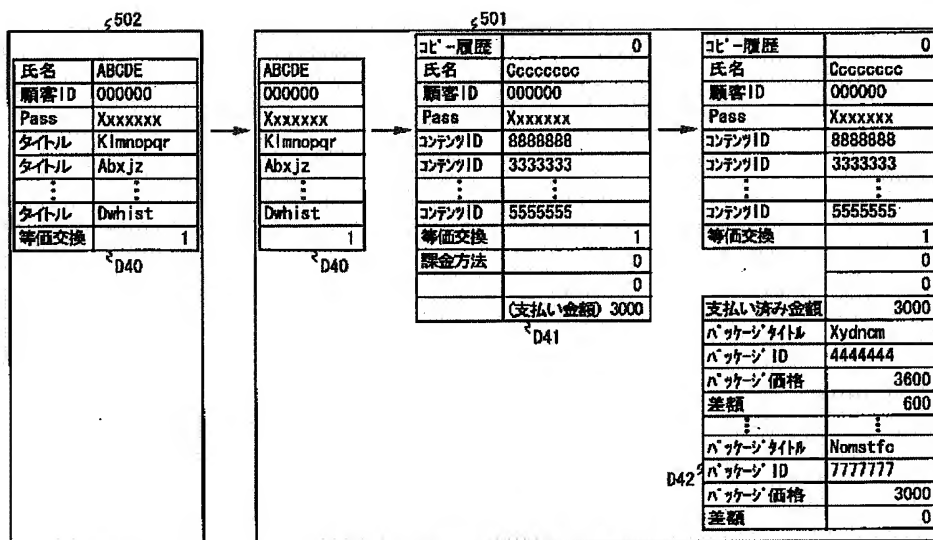 502
501
氏名 ABCDE
顧客ID 000000
Pass Xxxxxxx
タイトル Klmnopqr
タイトル Abxjz
⋮ ⋮
タイトル Dwhist
等価交換 1
D40
ABCDE
000000
Xxxxxxx
Klmnopqr
Abxjz
⋮
Dwhist
1
D40
コピー履歴 0
氏名 Cccccccc
顧客ID 000000
Pass Xxxxxxx
コンテンツID 8888888
コンテンツID 3333333
⋮ ⋮
コンテンツID 5555555
等価交換 1
課金方法 0
0
(支払い金額) 3000
D41
コピー履歴 0
氏名 Cccccccc
顧客ID 000000
Pass Xxxxxxx
コンテンツID 8888888
コンテンツID 3333333
⋮ ⋮
コンテンツID 5555555
等価交換 1
0
0
支払い済み金額 3000
パッケージタイトル Xydncm
パッケージID 4444444
パッケージ価格 3600
差額 600
⋮ ⋮
パッケージタイトル Nomstfc
D42 パッケージID 7777777
パッケージ価格 3000
差額 0